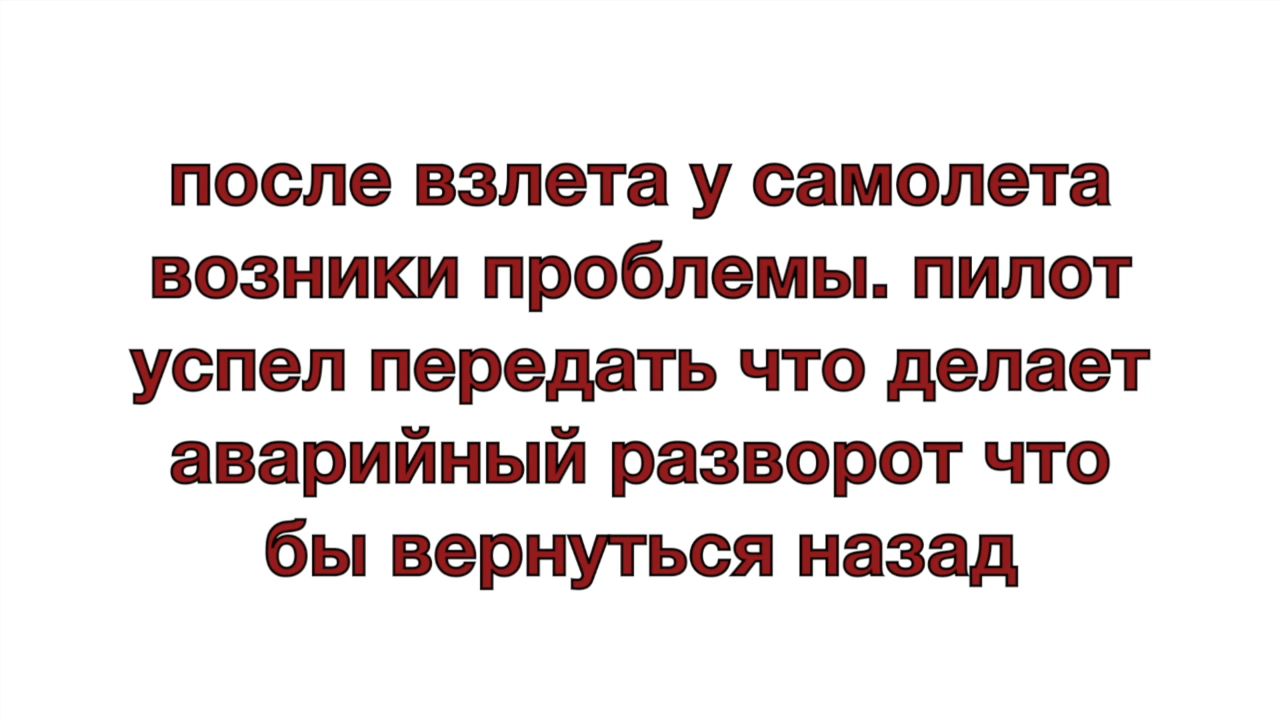 после взлета у самолета
возники проблемы. пилот
успел передать что делает
аварийный разворот что
бы вернуться назад